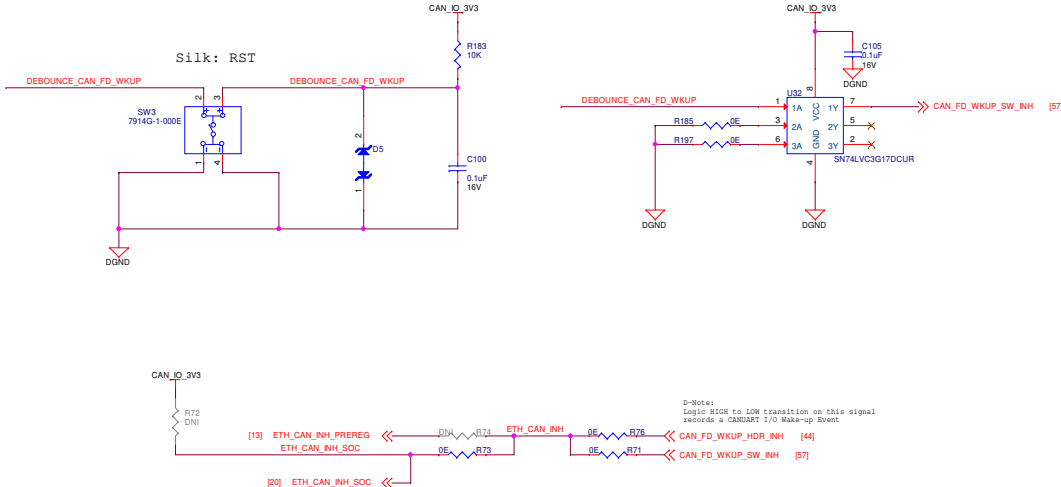 CAN_IO_3V3
R183
10K
Silk: RST
DEBOUNCE_CAN_FD_WKUP
DEBOUNCE_CAN_FD_WKUP
2
3
SW3
7914G-1-000E
1
4
2
D5
1
C100
0.1uF
16V
DGND
CAN_IO_3V3
C105
0.1uF
16V
DGND
8
U32
DEBOUNCE_CAN_FD_WKUP
1
1A
VCC
1Y
7
CAN_FD_WKUP_SW_INH
[57
R185
0E
3
2A
2Y
5
R197
0E
6
3A
GND
3Y
2
SN74LVC3G17DCUR
4
DGND
DGND
CAN_IO_3V3
R72
DNI
D-Note:
Logic HIGH to LOW transition on this signal
records a CANUART I/O Wake-up Event
[13] ETH_CAN_INH_PREREG
DNI
R74
ETH_CAN_INH
0E
R76
CAN_FD_WKUP_HDR_INH
[44]
ETH_CAN_INH_SOC
0E
R73
0E
R71
CAN_FD_WKUP_SW_INH
[57]
[20] ETH_CAN_INH_SOC